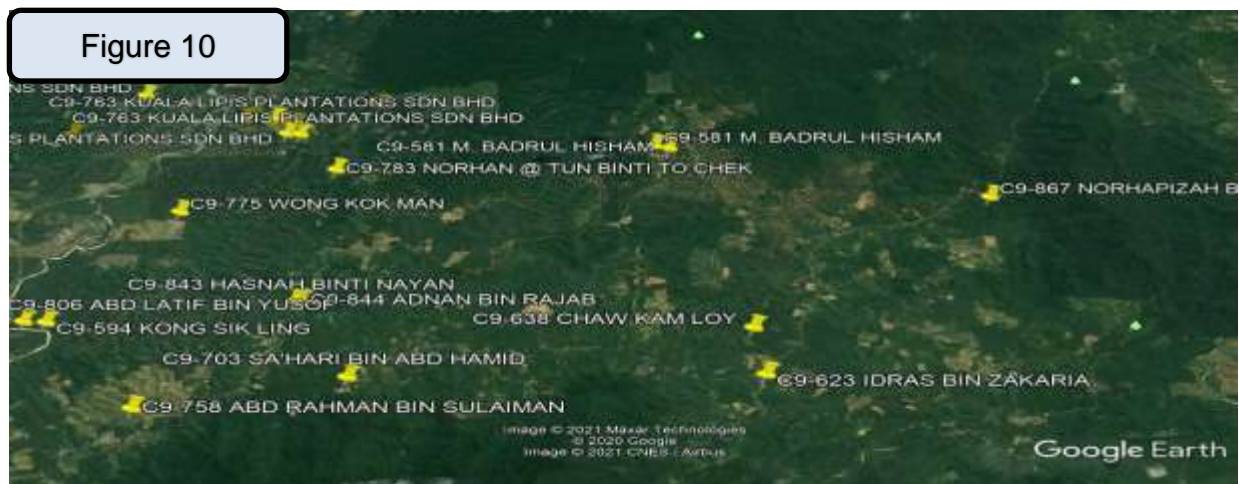 Figure 10
NS SDN BHD
C9-763 KUALA LIPIS PLANTATIONS SDN BHD
C9-763 KUALA LIPIS PLANTATIONS SDN BHD
S PLANTATIONS SDN BHD
C9-581 M. BADRUL HISHAM
C9-581 M. BADRUL HISHAM
C9-783 NORHAN @ TUN BINTI TO CHEK
C9-867 NORHAPIZAH B
C9-775 WONG KOK MAN
C9-843 HASNAH BINTI NAYAN
C9-844 ADNAN BIN RAJAB
C9-806 ABD LATIF BIN YUSOF
C9-594 KONG SIK LING
C9-638 CHAW KAM LOY
C9-703 SA'HARI BIN ABD HAMID
C9-623 IDRAS BIN ZAKARIA
C9-758 ABD RAHMAN BIN SULAIMAN
Image © 2021 Maxar Technologies
© 2020 Google
Image © 2021 CNES / Airbus
Google Earth